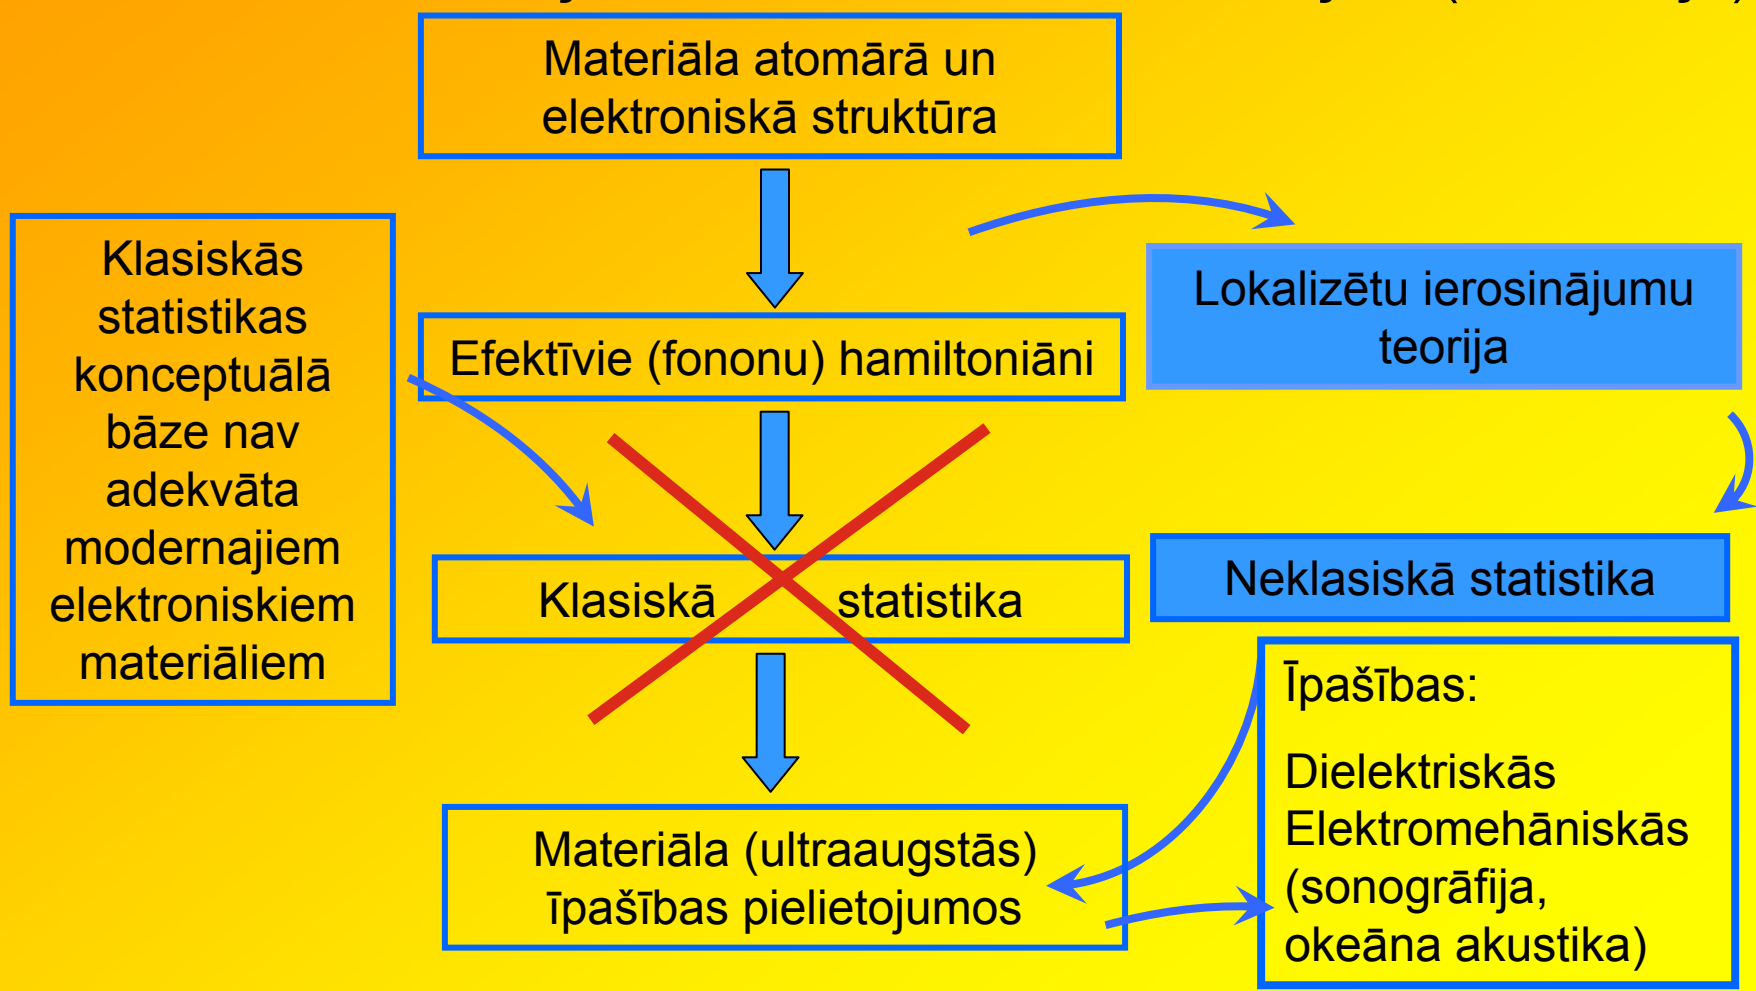 Materiāla atomārā un
elektroniskā struktūra
Klasiskās
statistikas
konceptuālā
bāze nav
adekvāta
modernajiem
elektroniskiem
materiāliem
Efektīvie (fononu) hamiltoniāni
Lokalizētu ierosinājumu
teorija
Klasiskā statistika
Neklasiskā statistika
Materiāla (ultraaugstās)
īpašības pielietojumos
Īpašības:
Dielektriskās
Elektromehāniskās
(sonogrāfija,
okeāna akustika)